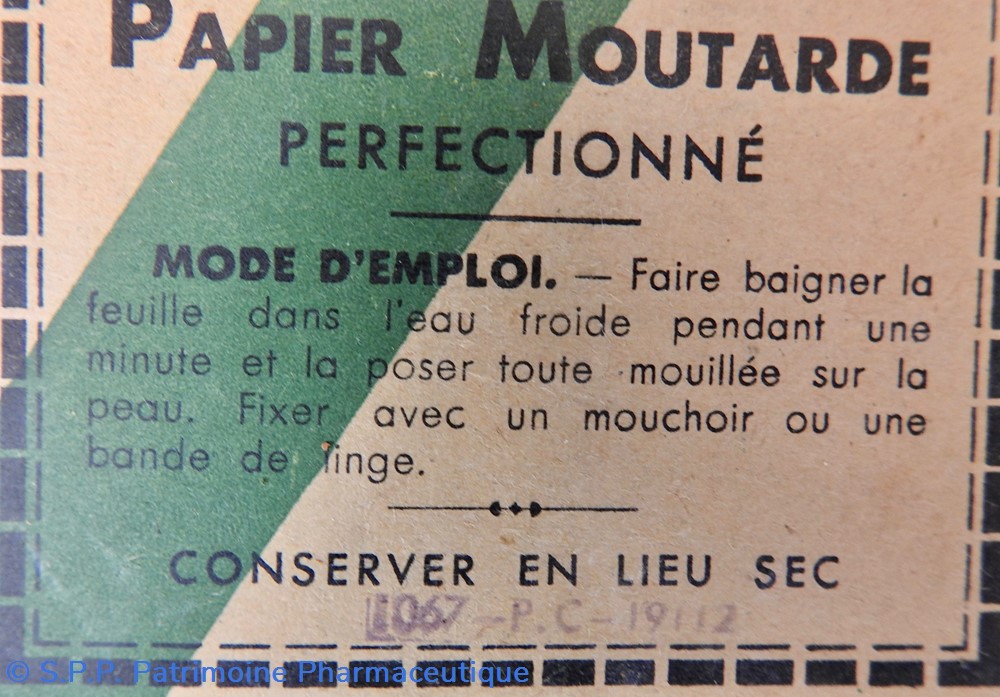 PAPIER MOUTARDE
PERFECTIONNÉ
MODE D'EMPLOI. — Faire baigner la
feuille dans l'eau froide pendant une
minute et la poser toute mouillée sur la
peau. Fixer avec un mouchoir ou une
bande de linge.
CONSERVER EN LIEU SEC
P.C-19112
© S.P.P. Patrimoine Pharmaceutique